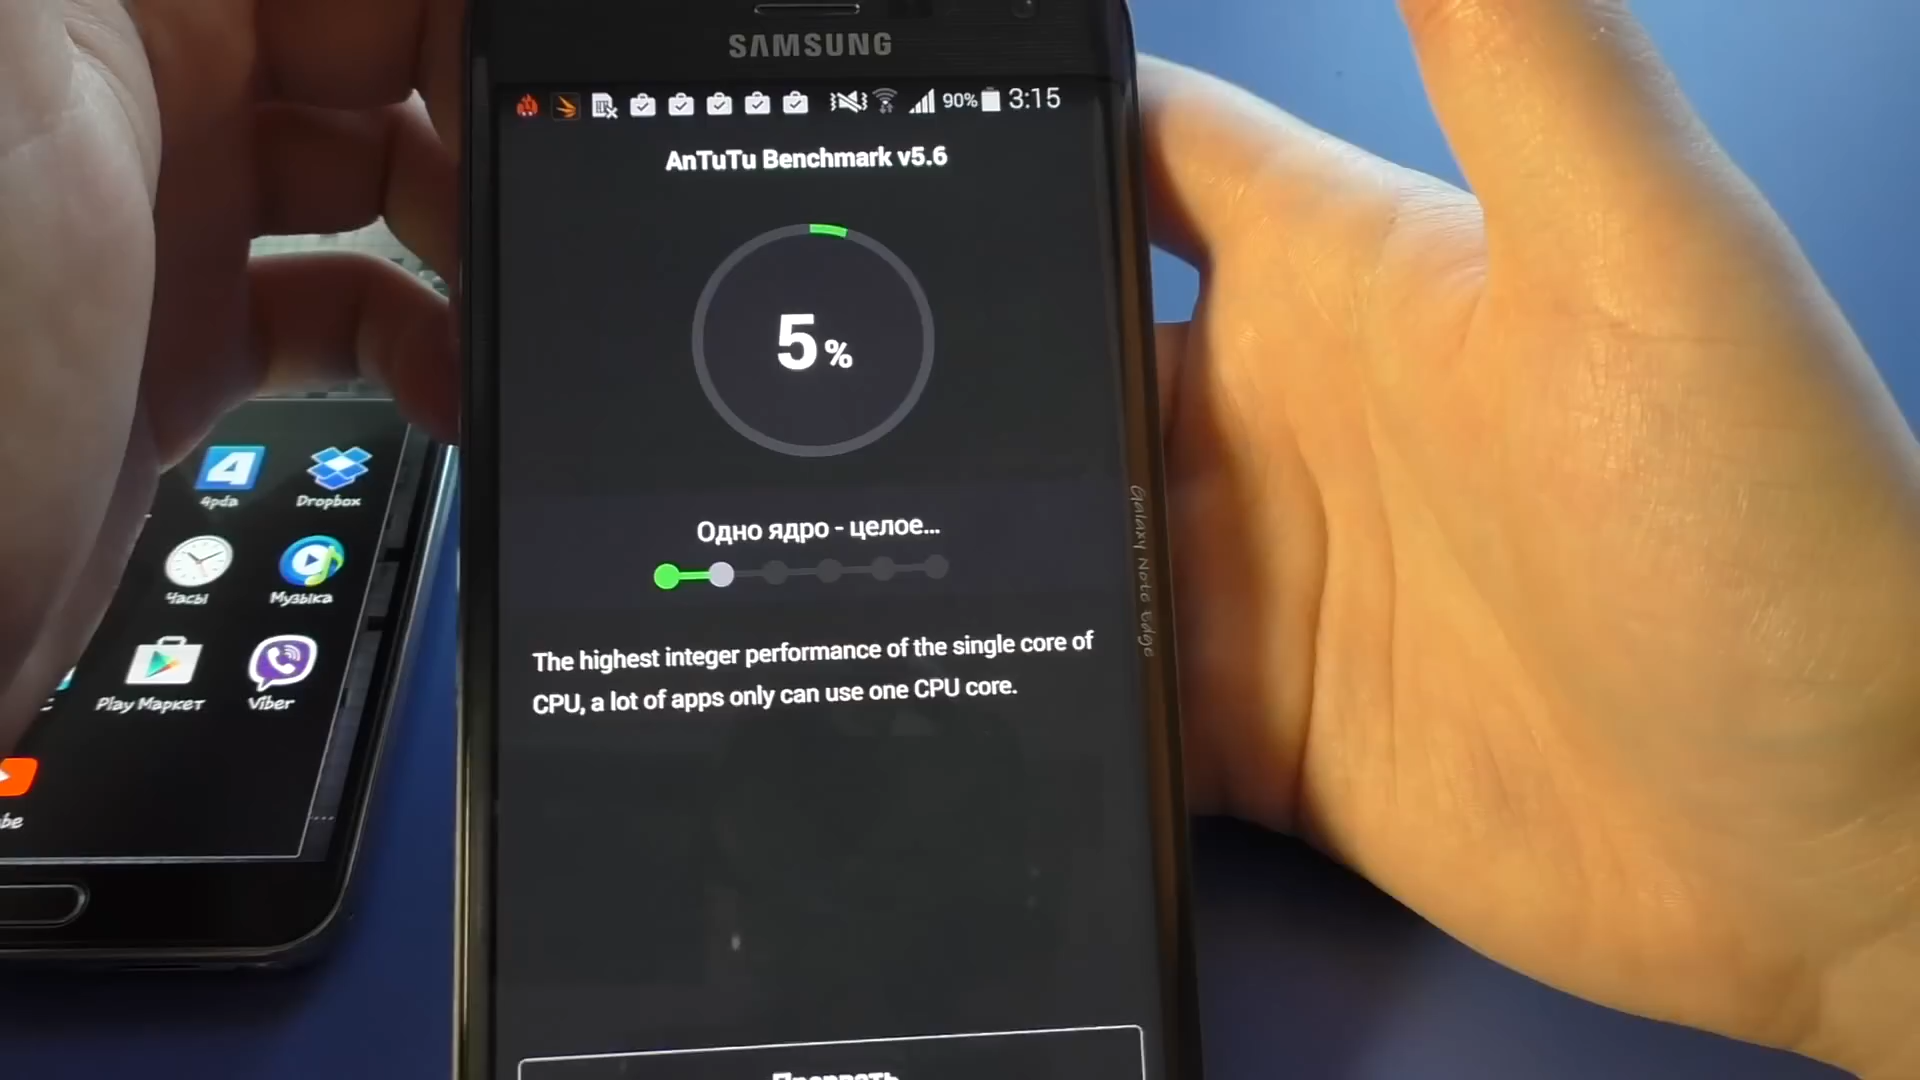 SAMSUNG
90% 3:15
AnTuTu Benchmark v5.6
5%
Одно ядро - целое...
The highest integer performance of the single core of
CPU, a lot of apps only can use one CPU core.
Galaxy Note Edge
4pda
Dropbox
Часы
Музыка
Play Маркет
Viber
be